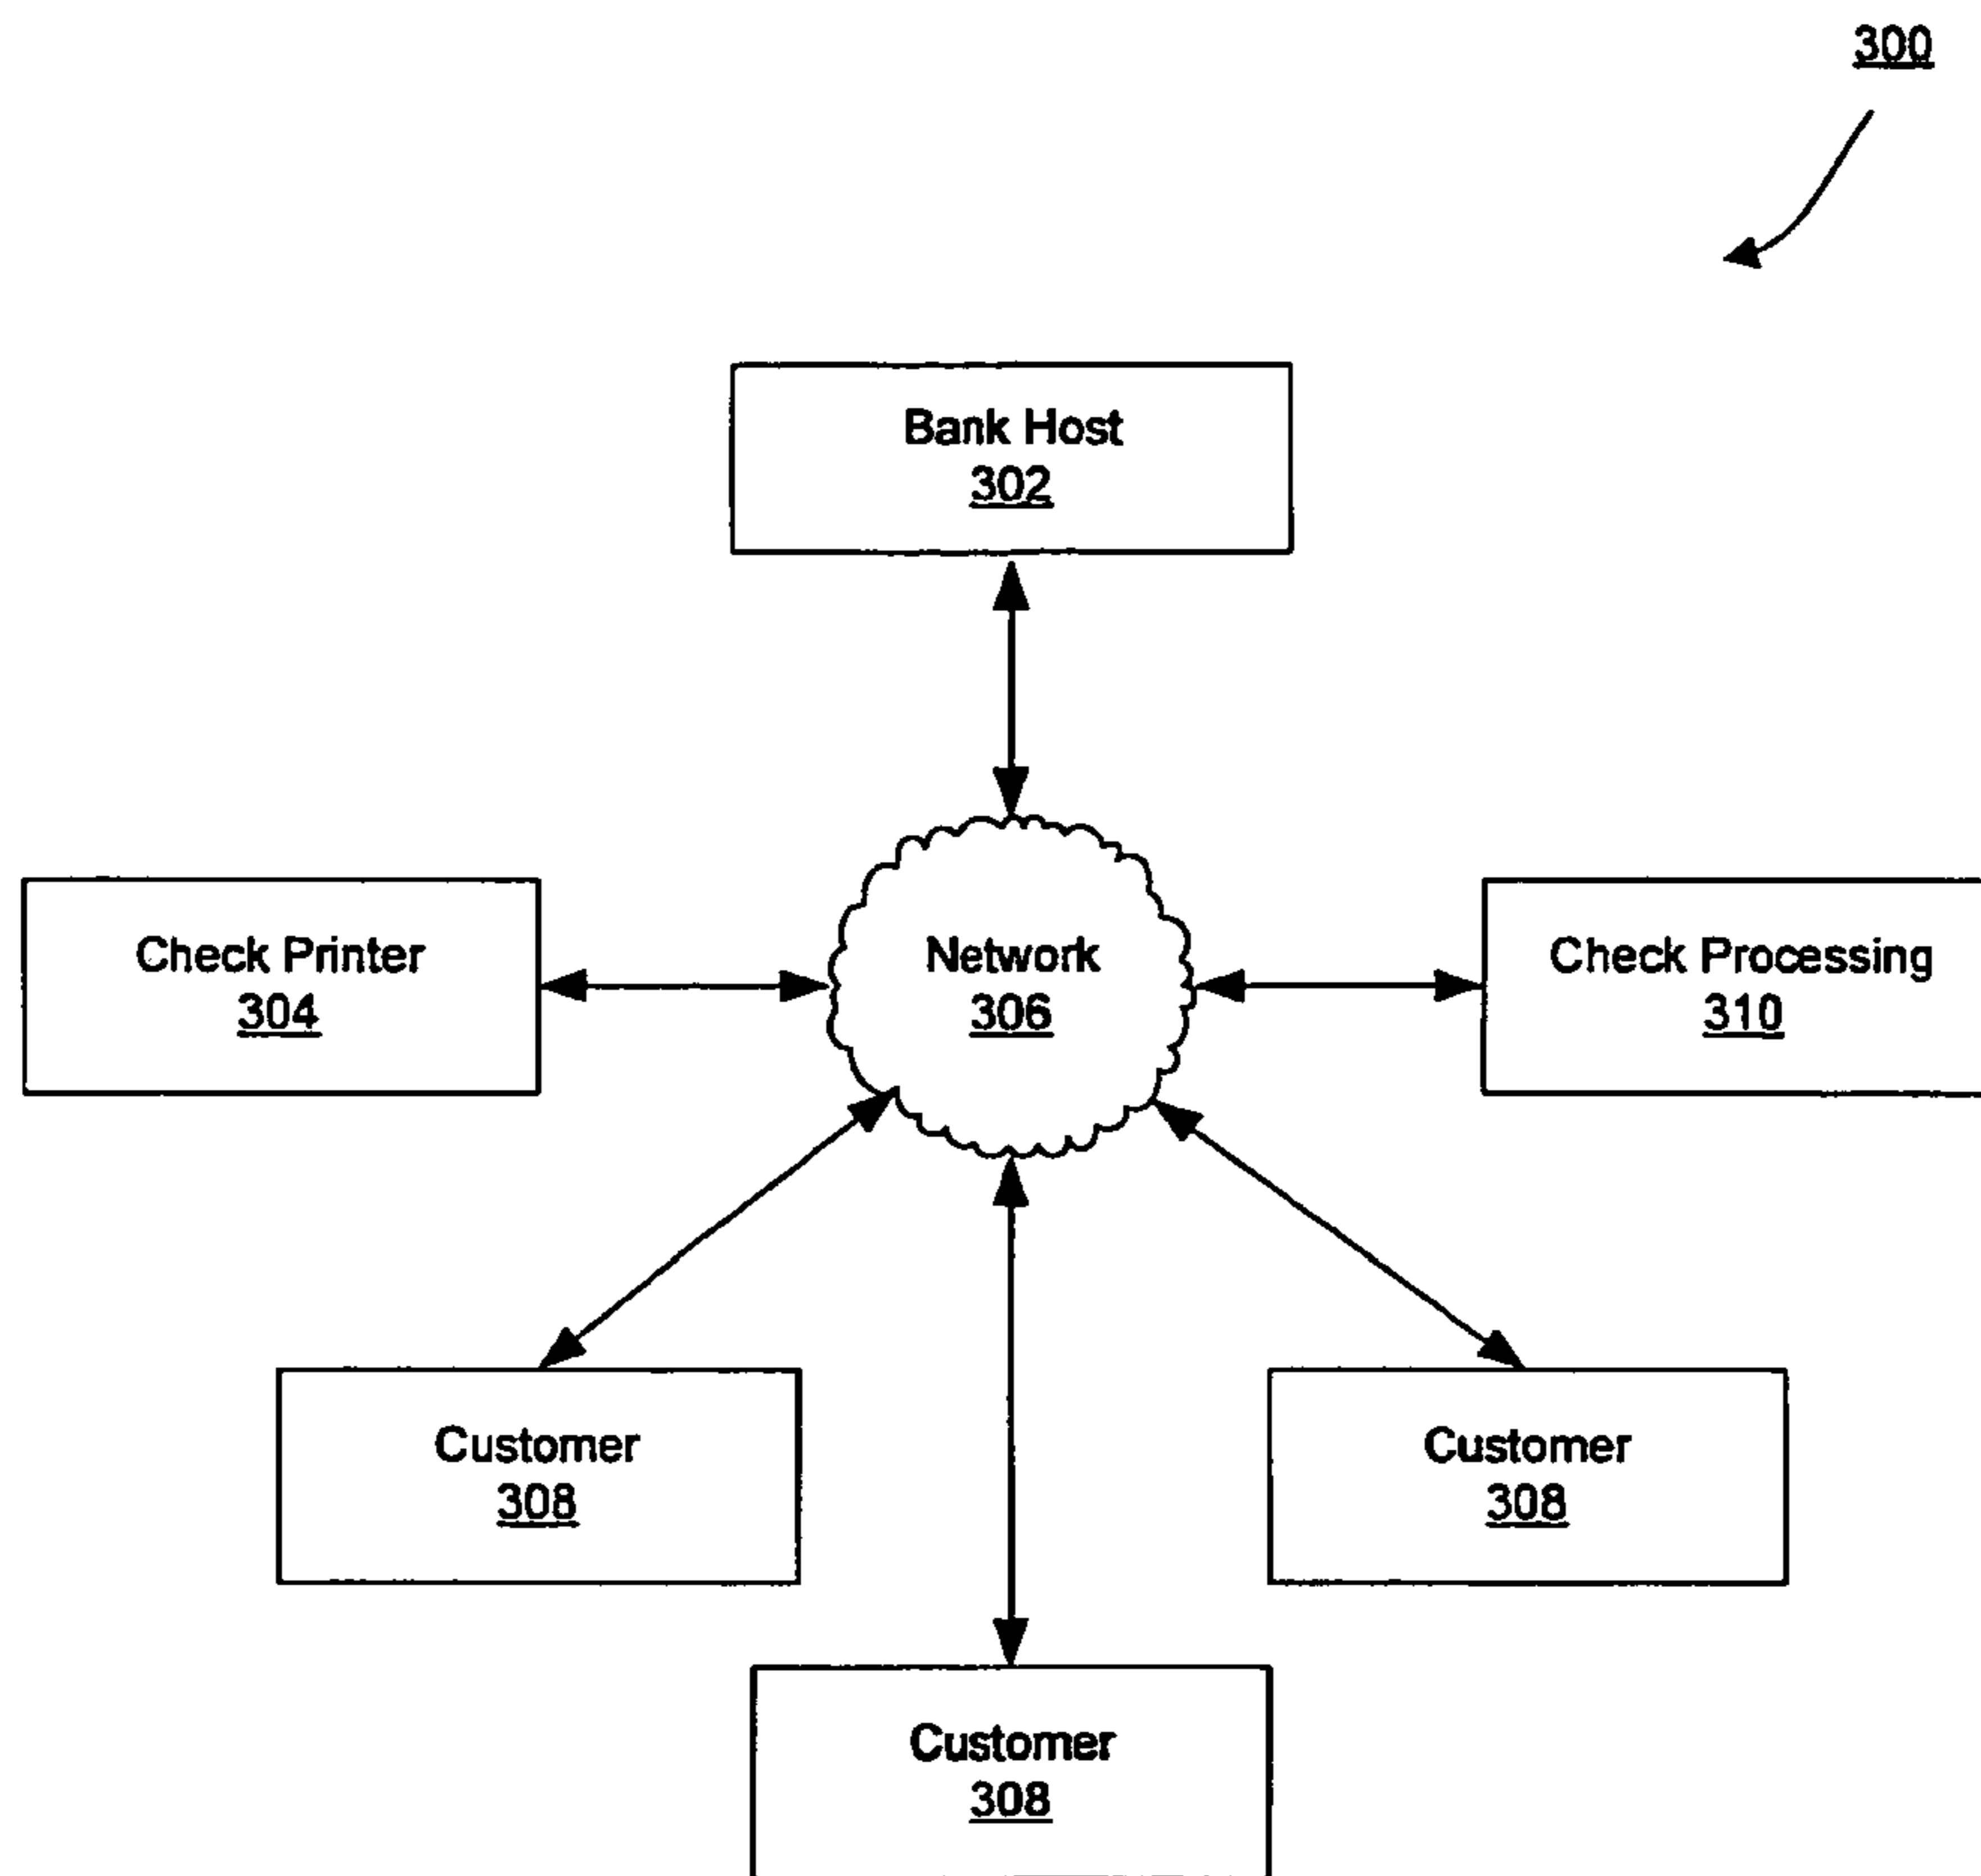 300
Bank Host
302
Check Printer
304
Network
306
Check Processing
310
Customer
308
Customer
308
Customer
308